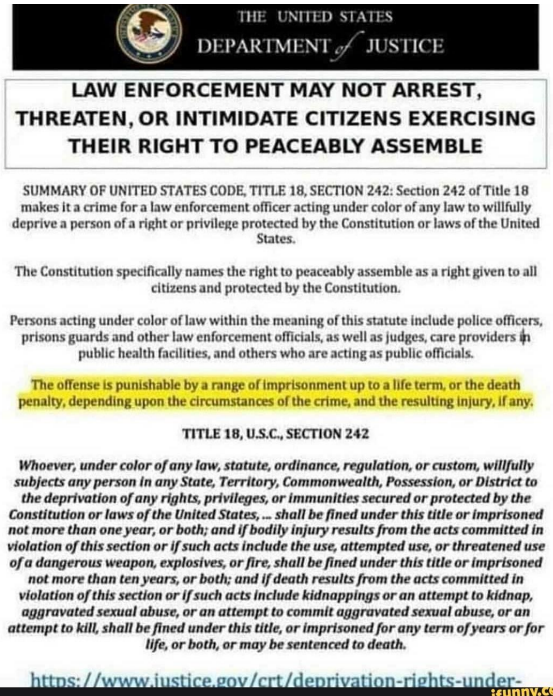 THE UNITED STATES
DEPARTMENT of JUSTICE
LAW ENFORCEMENT MAY NOT ARREST,
THREATEN, OR INTIMIDATE CITIZENS EXERCISING
THEIR RIGHT TO PEACEABLY ASSEMBLE
SUMMARY OF UNITED STATES CODE, TITLE 18, SECTION 242: Section 242 of Title 18
makes it a crime for a law enforcement officer acting under color of any law to willfully
deprive a person of a right or privilege protected by the Constitution or laws of the United
States.
The Constitution specifically names the right to peaceably assemble as a right given to all
citizens and protected by the Constitution.
Persons acting under color of law within the meaning of this statute include police officers,
prisons guards and other law enforcement officials, as well as judges, care providers in
public health facilities, and others who are acting as public officials.
The offense is punishable by a range of imprisonment up to a life term, or the death
penalty, depending upon the circumstances of the crime, and the resulting injury, if any.
TITLE 18, U.S.C., SECTION 242
Whoever, under color of any law, statute, ordinance, regulation, or custom, willfully
subjects any person in any State, Territory, Commonwealth, Possession, or District to
the deprivation of any rights, privileges, or immunities secured or protected by the
Constitution or laws of the United States, ... shall be fined under this title or imprisoned
not more than one year, or both; and if bodily injury results from the acts committed in
violation of this section or if such acts include the use, attempted use, or threatened use
of a dangerous weapon, explosives, or fire, shall be fined under this title or imprisoned
not more than ten years, or both; and if death results from the acts committed in
violation of this section or if such acts include kidnappings or an attempt to kidnap,
aggravated sexual abuse, or an attempt to commit aggravated sexual abuse, or an
attempt to kill, shall be fined under this title, or imprisoned for any term of years or for
life, or both, or may be sentenced to death.
https://www.justice.gov/crt/deprivation-rights-under-
ifunny.co